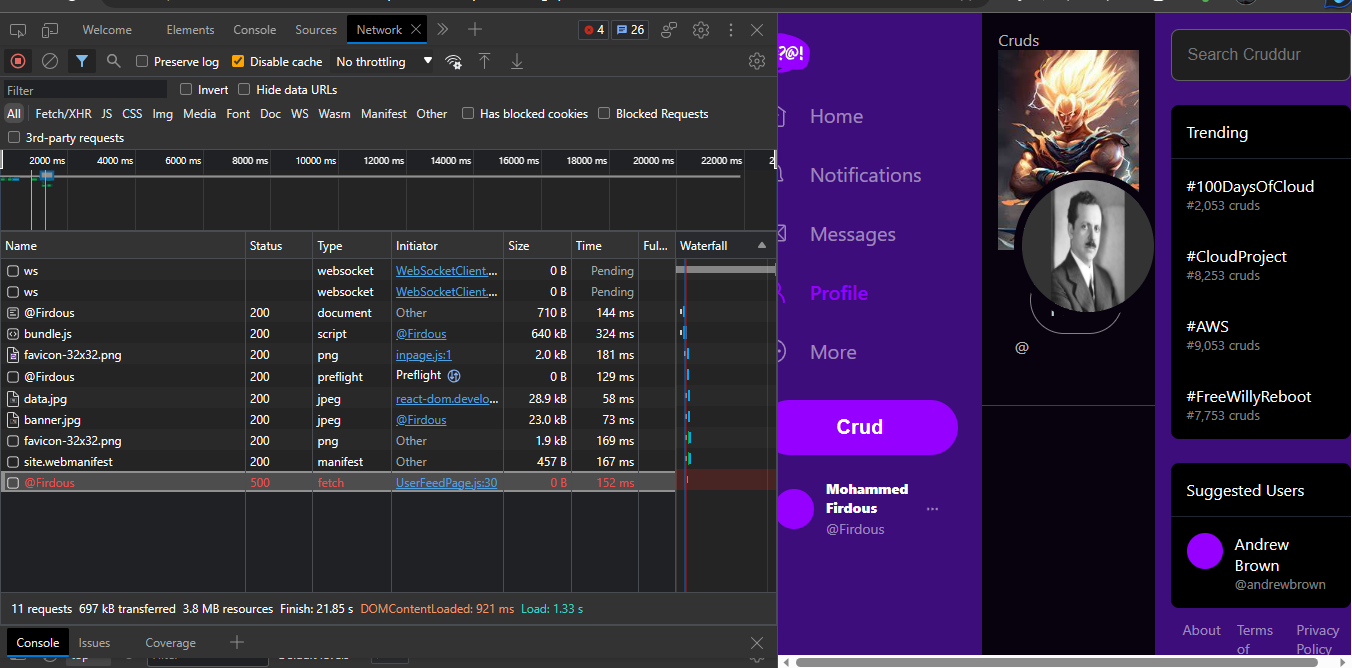 Welcome Elements Console Sources Network 4 26
Preserve log Disable cache No throttling
Filter Invert Hide data URLs
All Fetch/XHR JS CSS Img Media Font Doc WS Wasm Manifest Other Has blocked cookies Blocked Requests
3rd-party requests
2000 ms 4000 ms 6000 ms 8000 ms 10000 ms 12000 ms 14000 ms 16000 ms 18000 ms 20000 ms 22000 ms 2
Name Status Type Initiator Size Time Ful... Waterfall
ws websocket WebSocketClient.... 0 B Pending
ws websocket WebSocketClient.... 0 B Pending
@Firdous 200 document Other 710 B 144 ms
bundle.js 200 script @Firdous 640 kB 324 ms
favicon-32x32.png 200 png inpage.js:1 2.0 kB 181 ms
@Firdous 200 preflight Preflight 0 B 129 ms
data.jpg 200 jpeg react-dom.develo... 28.9 kB 58 ms
banner.jpg 200 jpeg @Firdous 23.0 kB 73 ms
favicon-32x32.png 200 png Other 1.9 kB 169 ms
site.webmanifest 200 manifest Other 457 B 167 ms
@Firdous 500 fetch UserFeedPage.js:30 0 B 152 ms
11 requests 697 kB transferred 3.8 MB resources Finish: 21.85 s DOMContentLoaded: 921 ms Load: 1.33 s
Console Issues Coverage
?@!
Home
Notifications
Messages
Profile
More
Crud
Mohammed
Firdous
@Firdous
...
Cruds
@
Search Cruddur
Trending
#100DaysOfCloud
#2,053 cruds
#CloudProject
#8,253 cruds
#AWS
#9,053 cruds
#FreeWillyReboot
#7,753 cruds
Suggested Users
Andrew
Brown
@andrewbrown
About Terms Privacy
of Policy